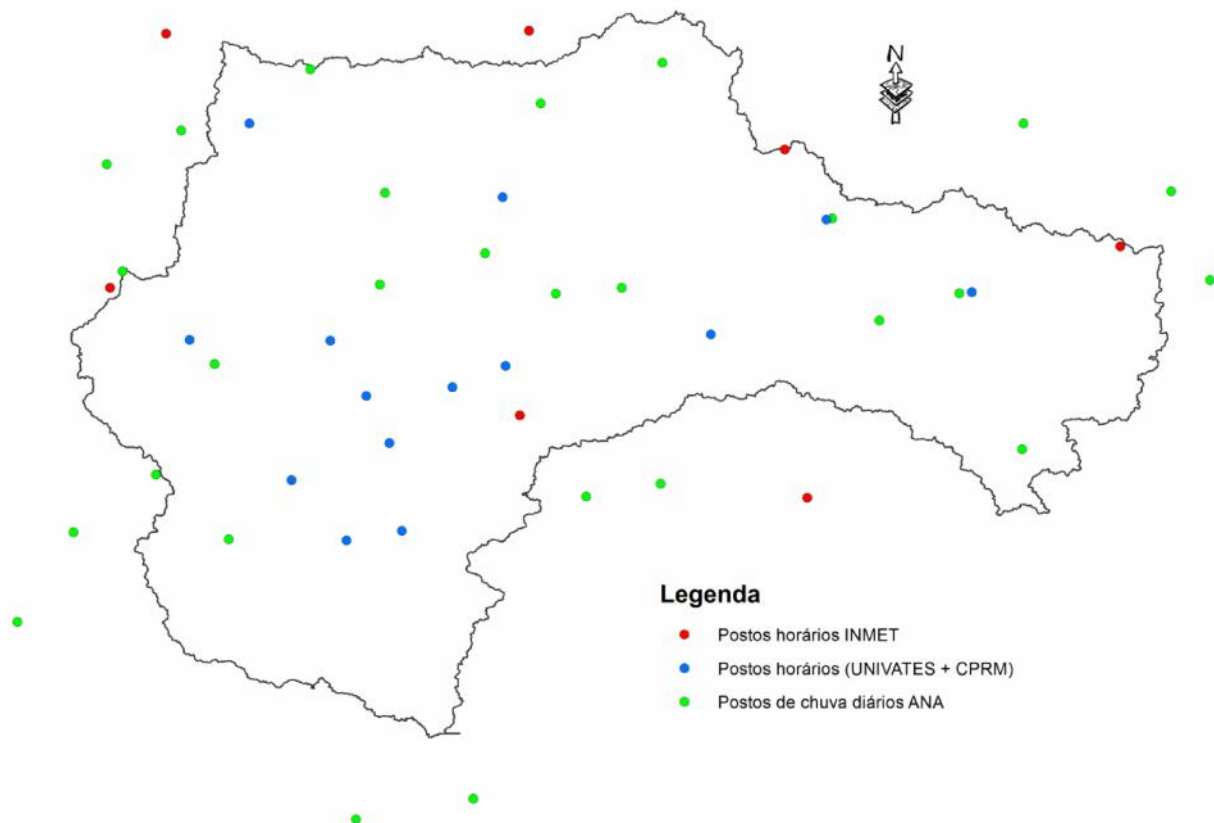 N
Legenda
Postos horários INMET
Postos horários (UNIVATES + CPRM)
Postos de chuva diários ANA